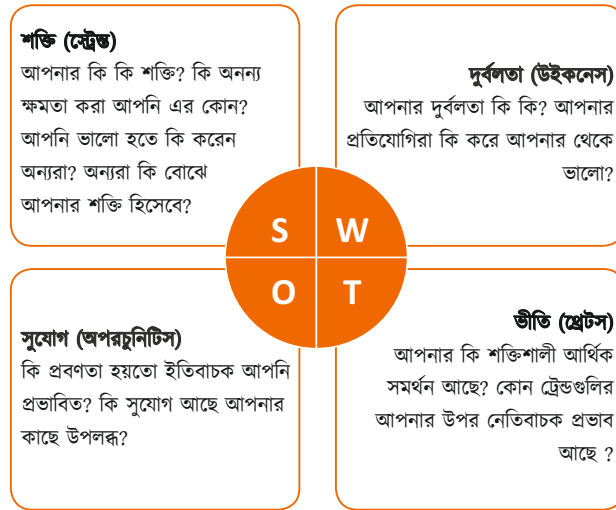 শক্তি (স্ট্রেন্থ)
আপনার কি কি শক্তি? কি অনন্য
ক্ষমতা করা আপনি এর কোন?
আপনি ভালো হতে কি করেন
অন্যরা? অন্যরা কি বোঝে
আপনার শক্তি হিসেবে?
দুর্বলতা (উইকনেস)
আপনার দুর্বলতা কি কি? আপনার
প্রতিযোগিরা কি করে আপনার থেকে
ভালো?
S W
O T
সুযোগ (অপরচুনিটিস)
কি প্রবণতা হয়তো ইতিবাচক আপনি
প্রভাবিত? কি সুযোগ আছে আপনার
কাছে উপলব্ধ?
ভীতি (থ্রেটস)
আপনার কি শক্তিশালী আর্থিক
সমর্থন আছে? কোন ট্রেন্ডগুলির
আপনার উপর নেতিবাচক প্রভাব
আছে ?